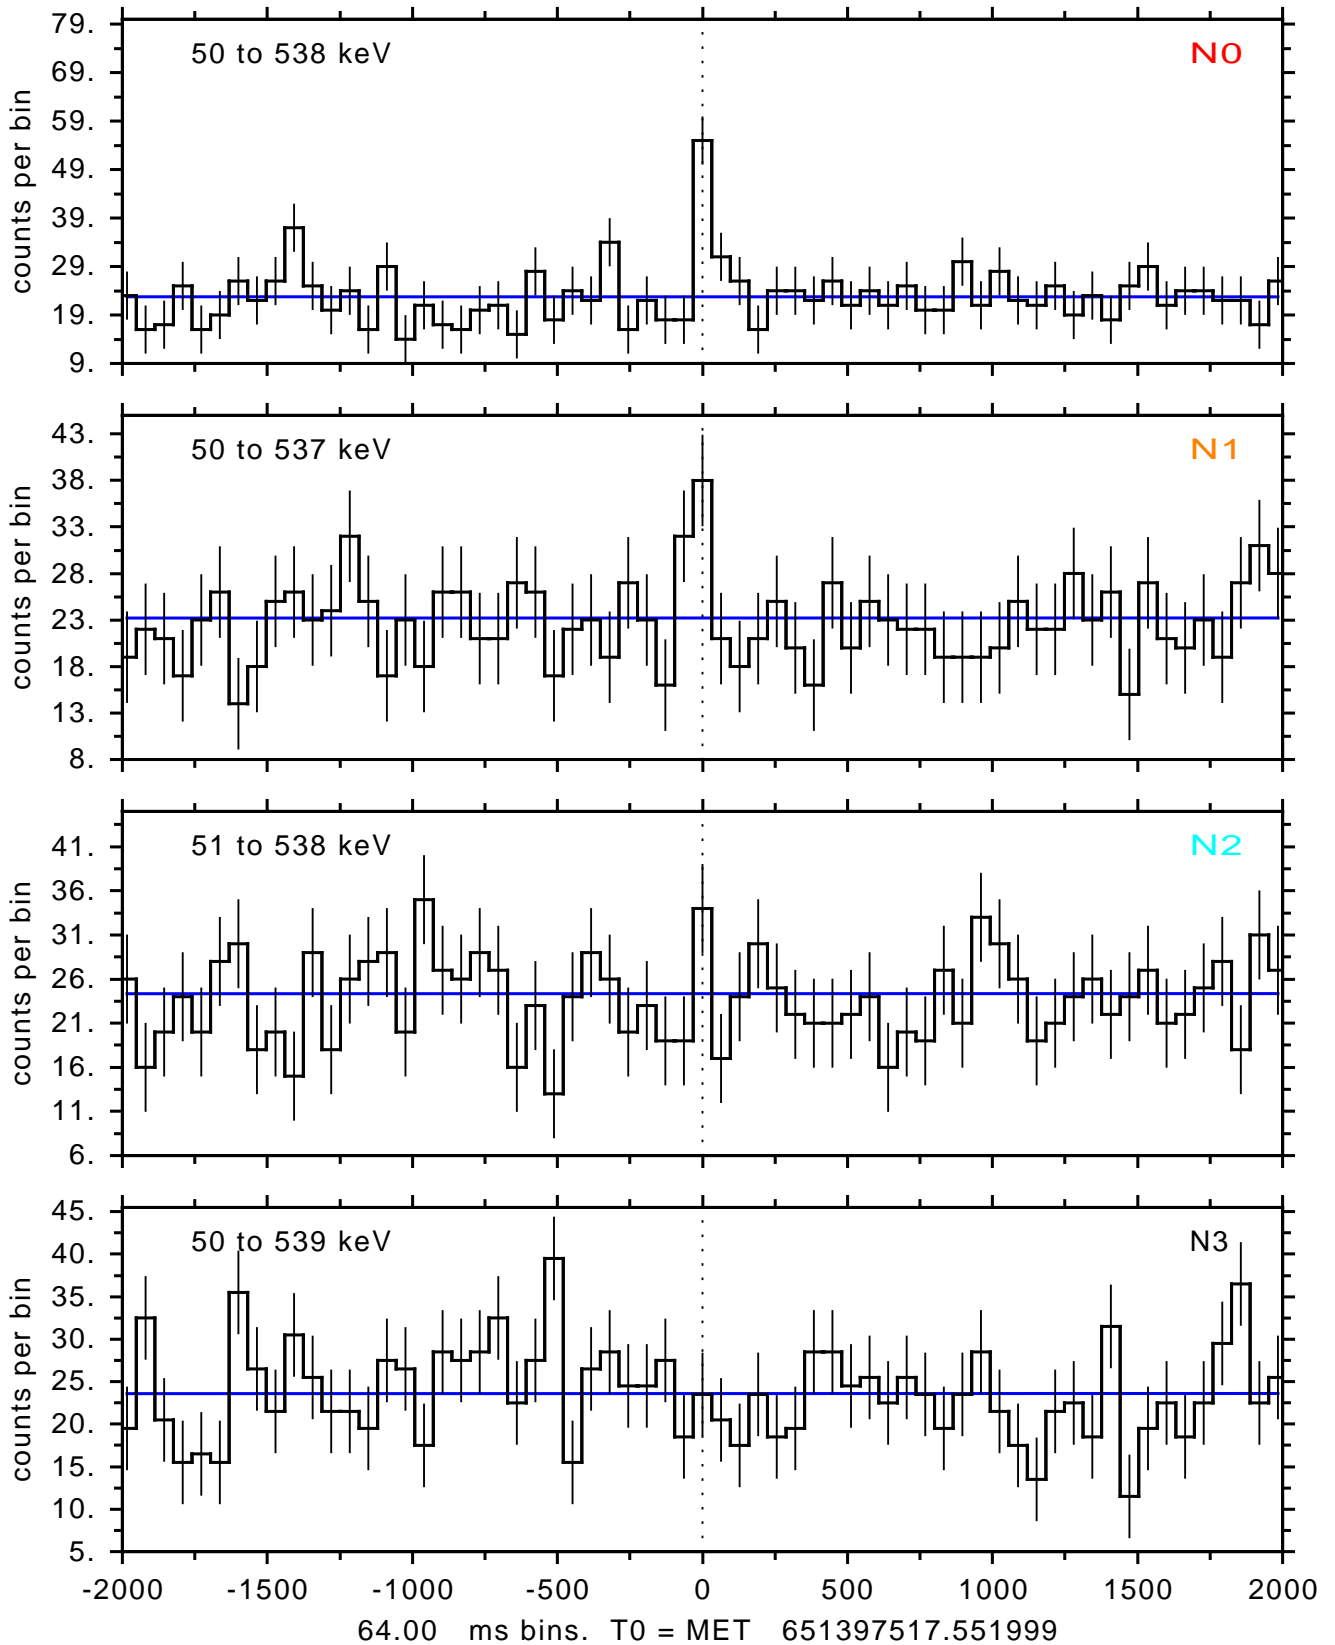 79.
50 to 538 keV
N0
69.
59.
49.
39.
29.
19.
9.
counts per bin
43.
50 to 537 keV
N1
38.
33.
28.
23.
18.
13.
8.
counts per bin
51 to 538 keV
N2
41.
36.
31.
26.
21.
16.
11.
6.
counts per bin
45.
50 to 539 keV
N3
40.
35.
30.
25.
20.
15.
10.
5.
counts per bin
-2000 -1500 -1000 -500 0 500 1000 1500 2000
64.00 ms bins. T0 = MET 651397517.551999